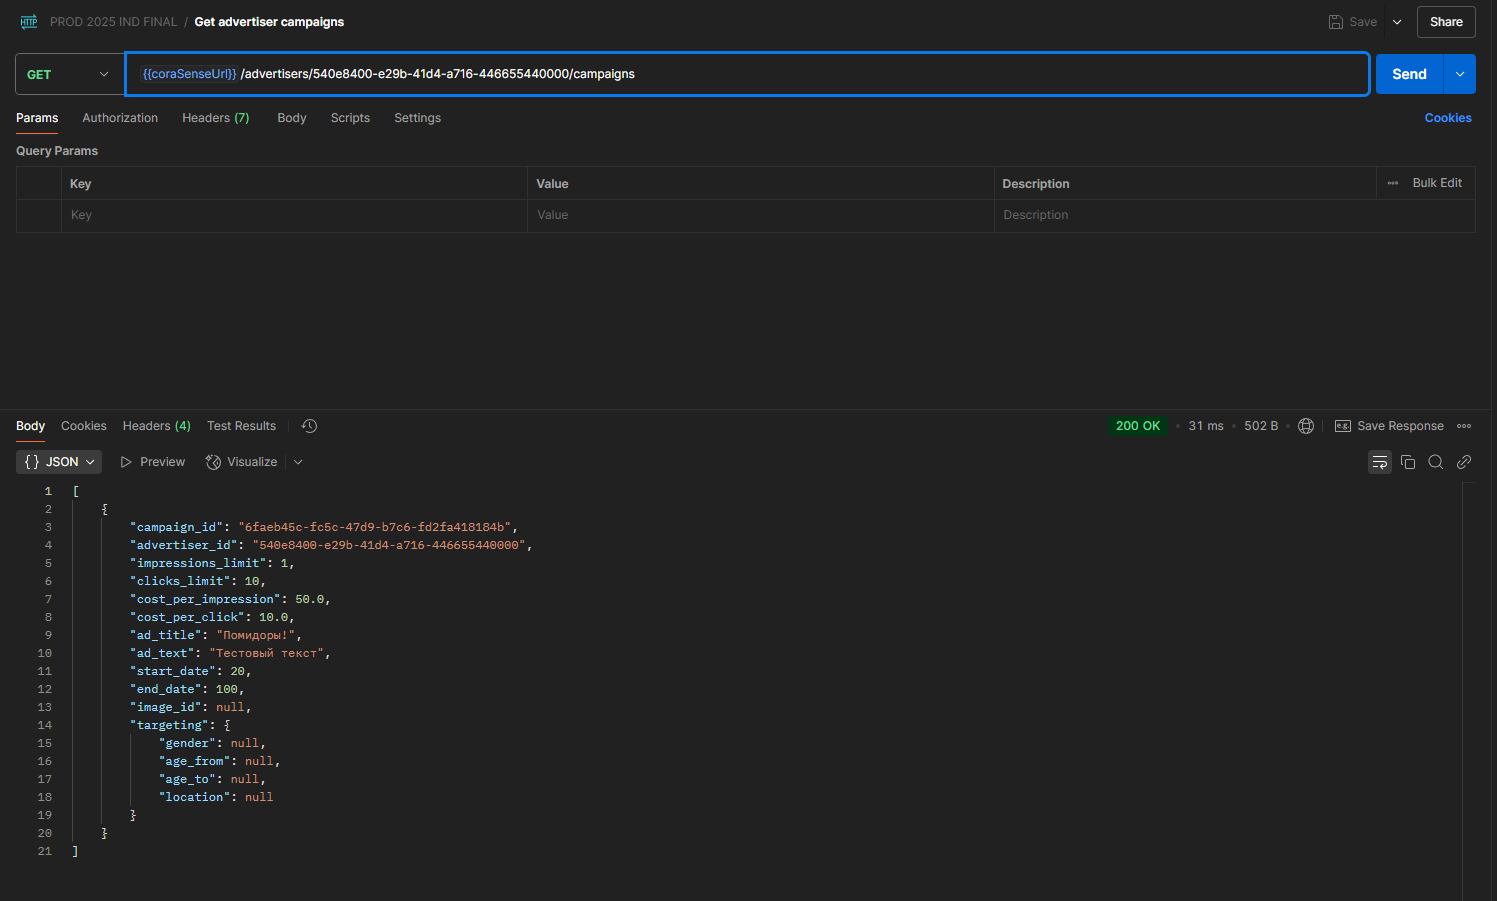 HTTP PROD 2025 IND FINAL / Get advertiser campaigns Save Share
GET {{coraSenseUrl}} /advertisers/540e8400-e29b-41d4-a716-446655440000/campaigns Send
Params Authorization Headers (7) Body Scripts Settings Cookies
Query Params
Key Value Description Bulk Edit
Key Value Description
Body Cookies Headers (4) Test Results 200 OK • 31 ms • 502 B • e.g. Save Response
{} JSON Preview Visualize
1 [
2 {
3 "campaign_id": "6faeb45c-fc5c-47d9-b7c6-fd2fa418184b",
4 "advertiser_id": "540e8400-e29b-41d4-a716-446655440000",
5 "impressions_limit": 1,
6 "clicks_limit": 10,
7 "cost_per_impression": 50.0,
8 "cost_per_click": 10.0,
9 "ad_title": "Помидоры!",
10 "ad_text": "Тестовый текст",
11 "start_date": 20,
12 "end_date": 100,
13 "image_id": null,
14 "targeting": {
15 "gender": null,
16 "age_from": null,
17 "age_to": null,
18 "location": null
19 }
20 }
21 ]